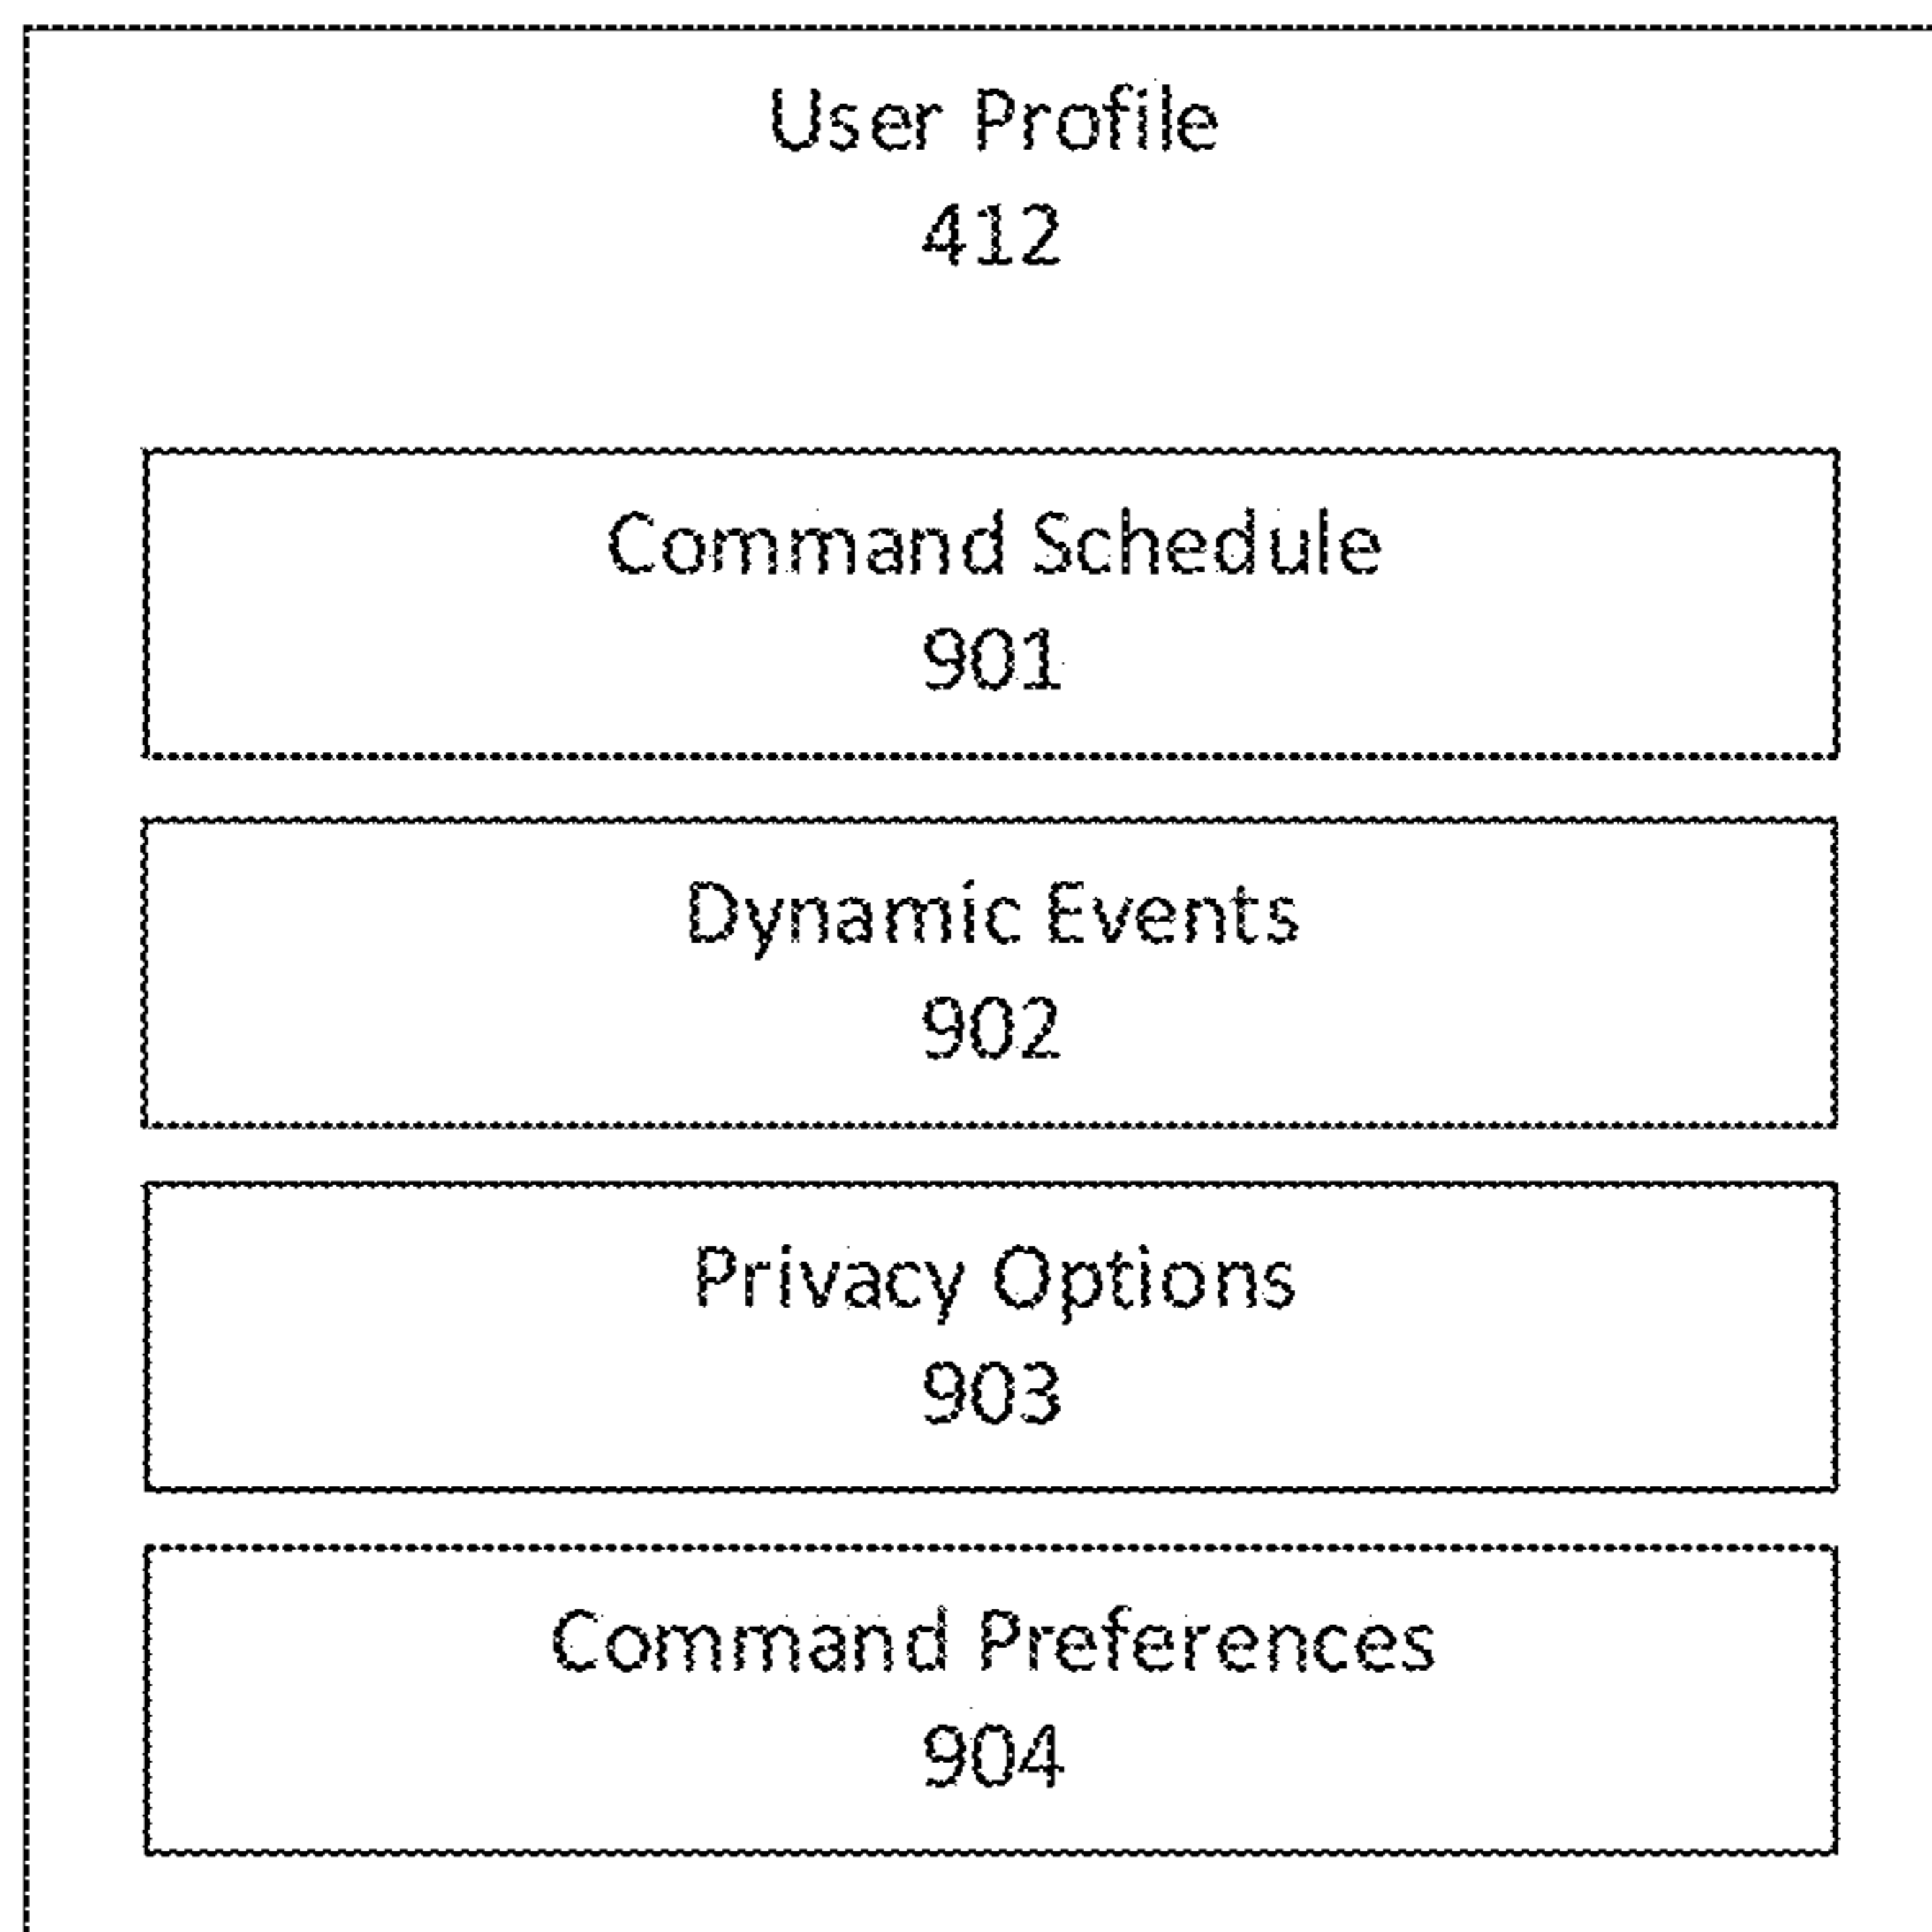 User Profile
412
Command Schedule
901
Dynamic Events
902
Privacy Options
903
Command Preferences
904